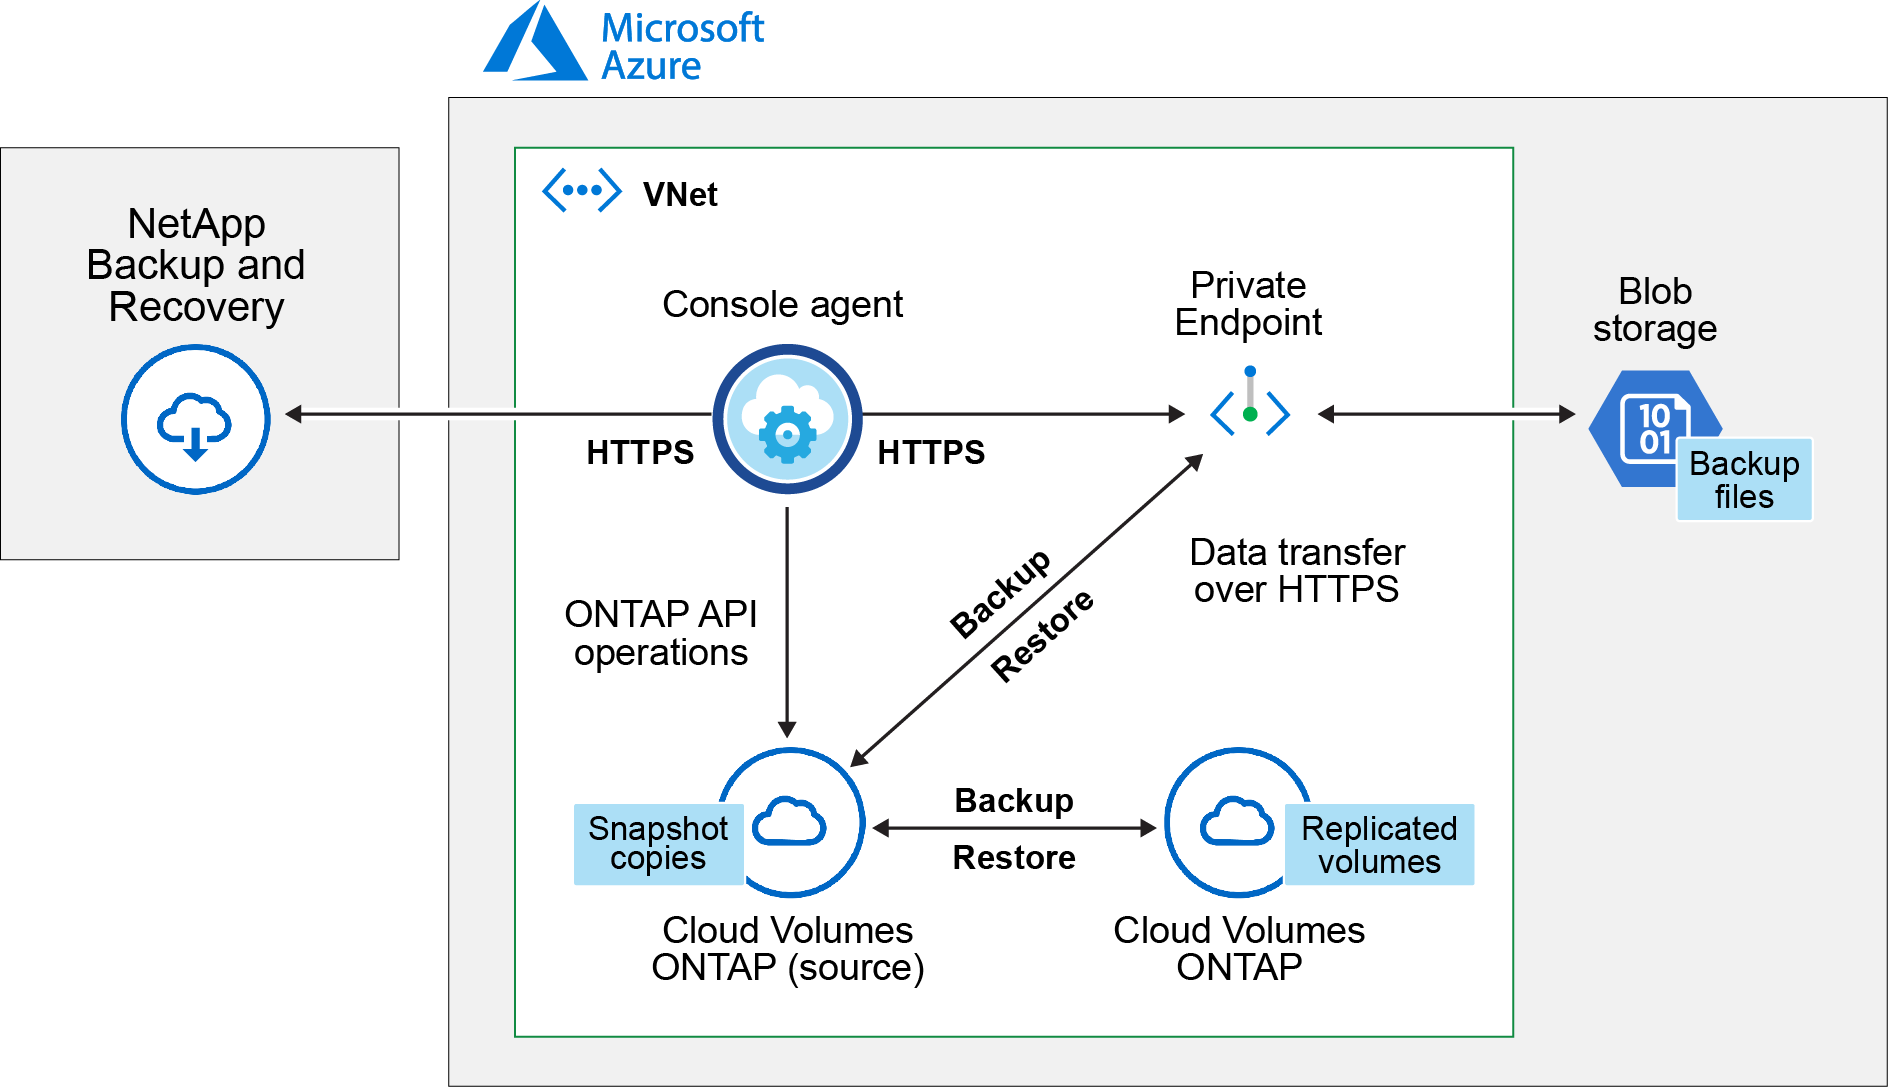 Microsoft
Azure
VNet
NetApp
Backup and
Recovery
Console agent
Private
Endpoint
Blob
storage
10
01
Backup
files
HTTPS
HTTPS
Data transfer
over HTTPS
Backup
Restore
ONTAP API
operations
Snapshot
copies
Backup
Restore
Replicated
volumes
Cloud Volumes
ONTAP (source)
Cloud Volumes
ONTAP